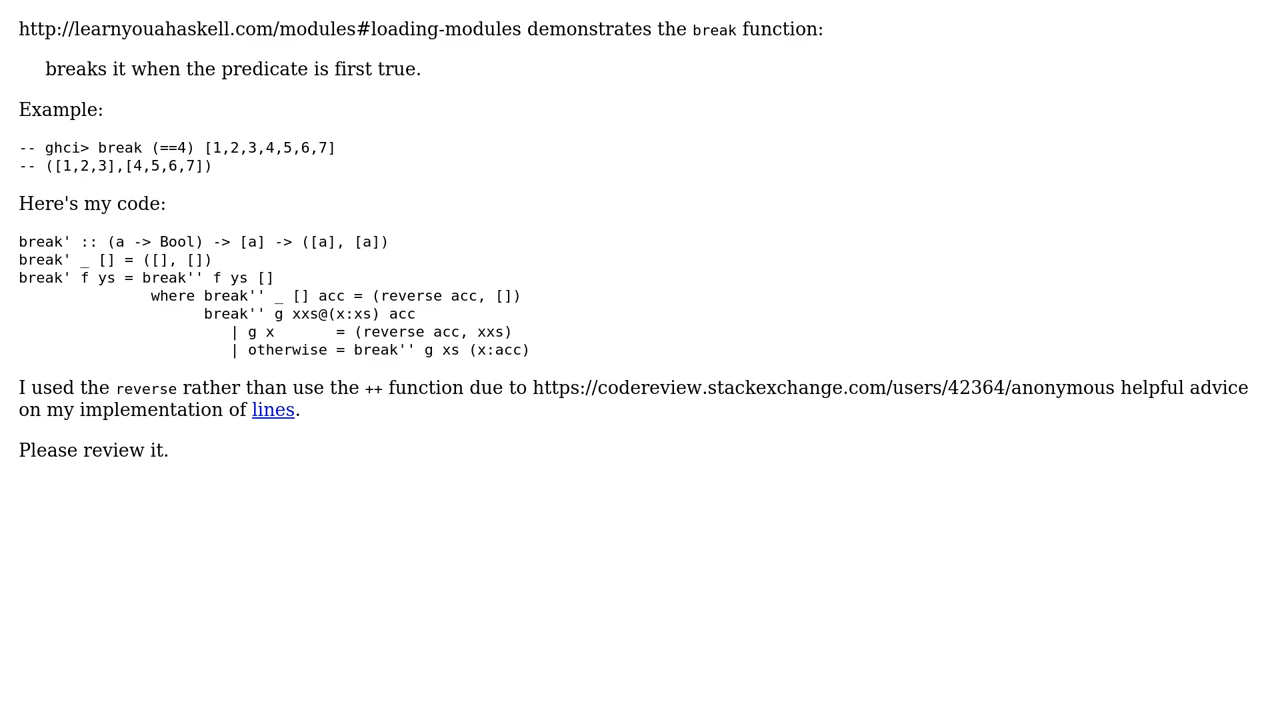 http://learnyouahaskell.com/modules#loading-modules demonstrates the break function:
breaks it when the predicate is first true.
Example:
-- ghci> break (==4) [1,2,3,4,5,6,7]
-- ([1,2,3],[4,5,6,7])
Here's my code:
break' :: (a -> Bool) -> [a] -> ([a], [a])
break' _ [] = ([], [])
break' f ys = break'' f ys []
               where break'' _ [] acc = (reverse acc, [])
                     break'' g xxs@(x:xs) acc
                        | g x       = (reverse acc, xxs)
                        | otherwise = break'' g xs (x:acc)
I used the reverse rather than use the ++ function due to https://codereview.stackexchange.com/users/42364/anonymous helpful advice
on my implementation of lines.
Please review it.